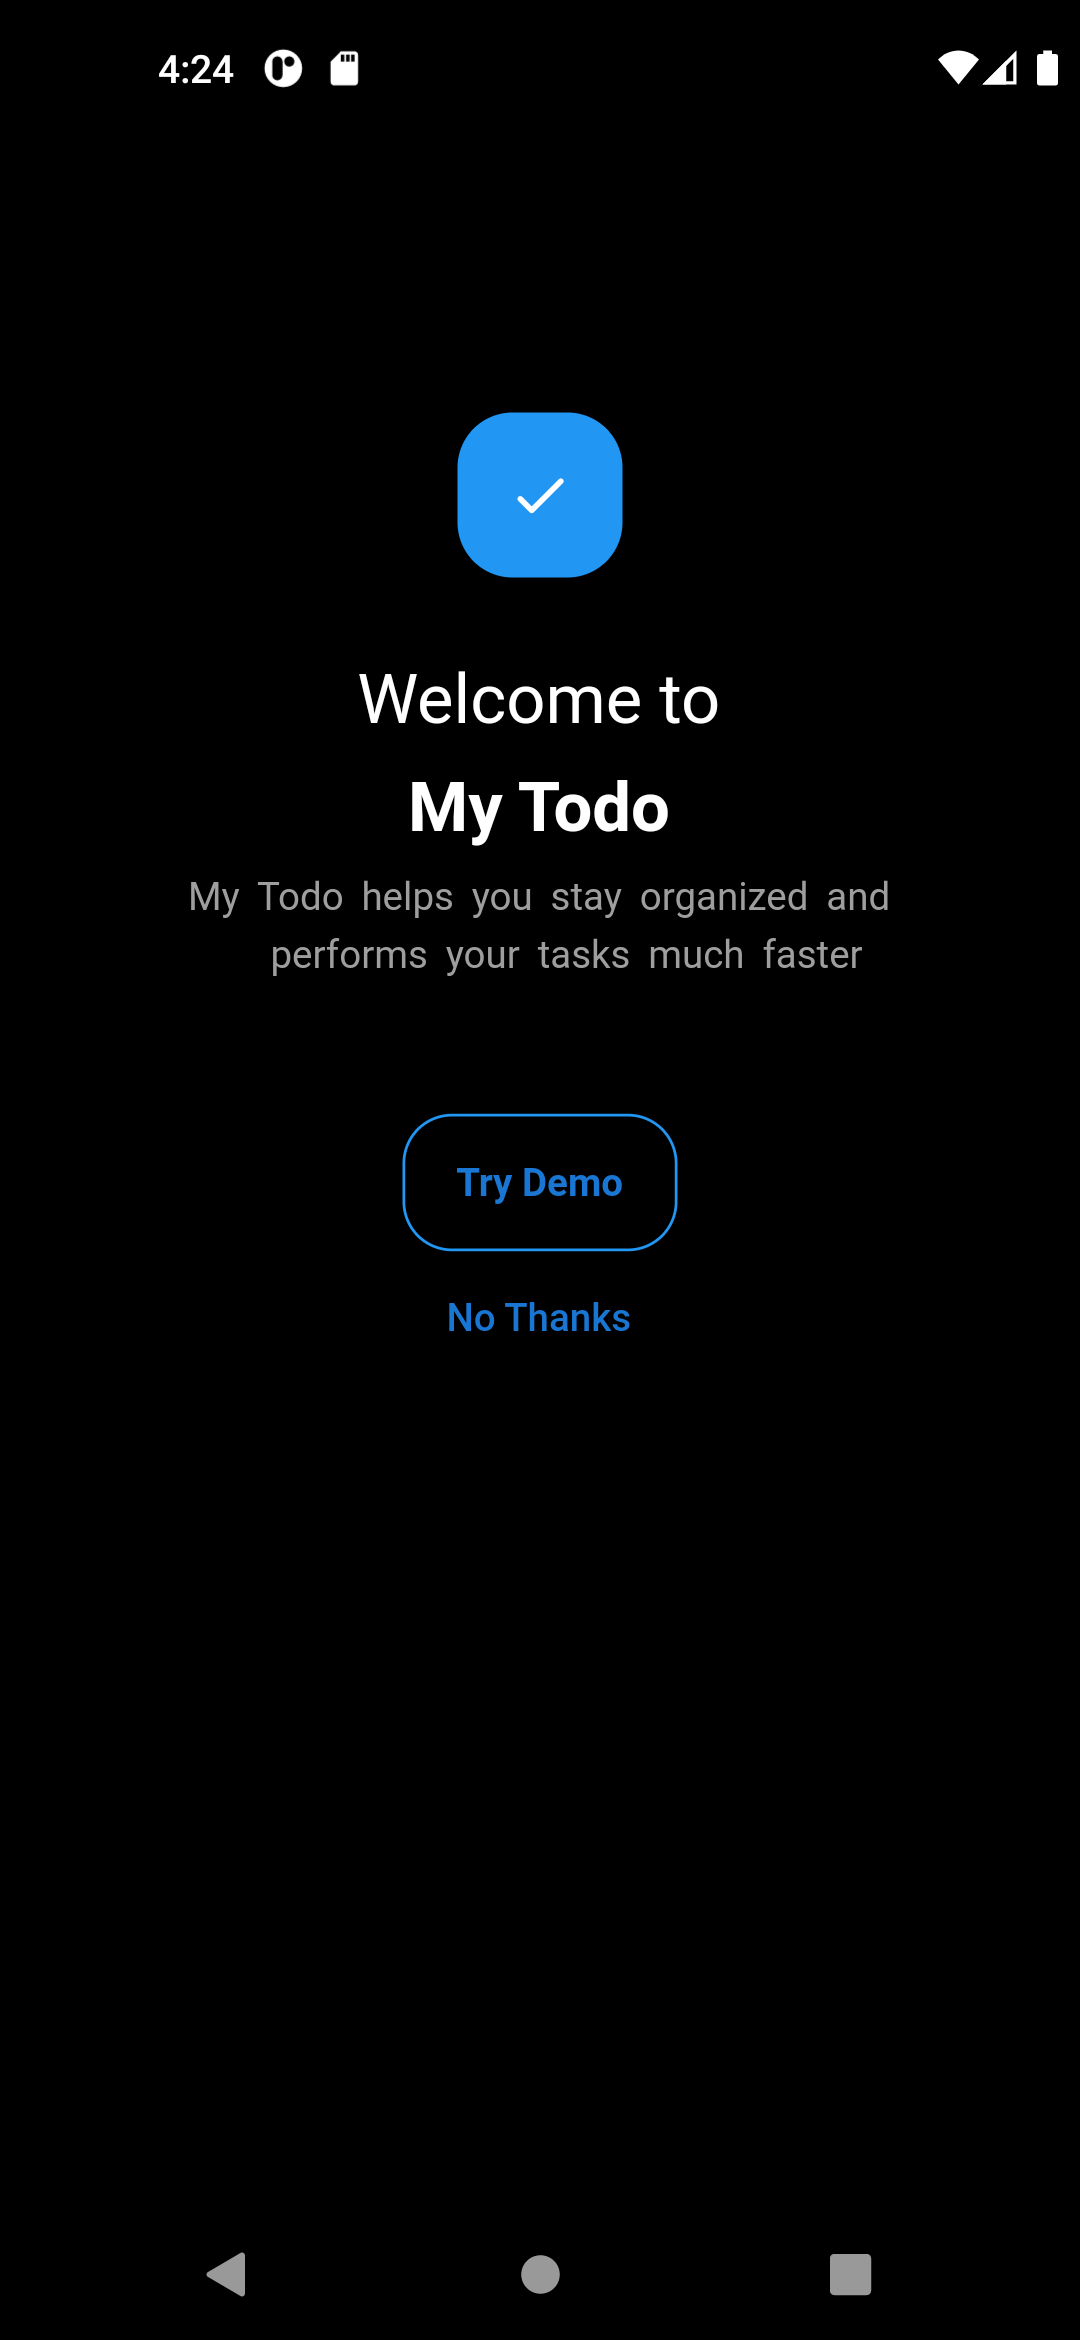 4:24
Welcome to
My Todo
My Todo helps you stay organized and
performs your tasks much faster
Try Demo
No Thanks